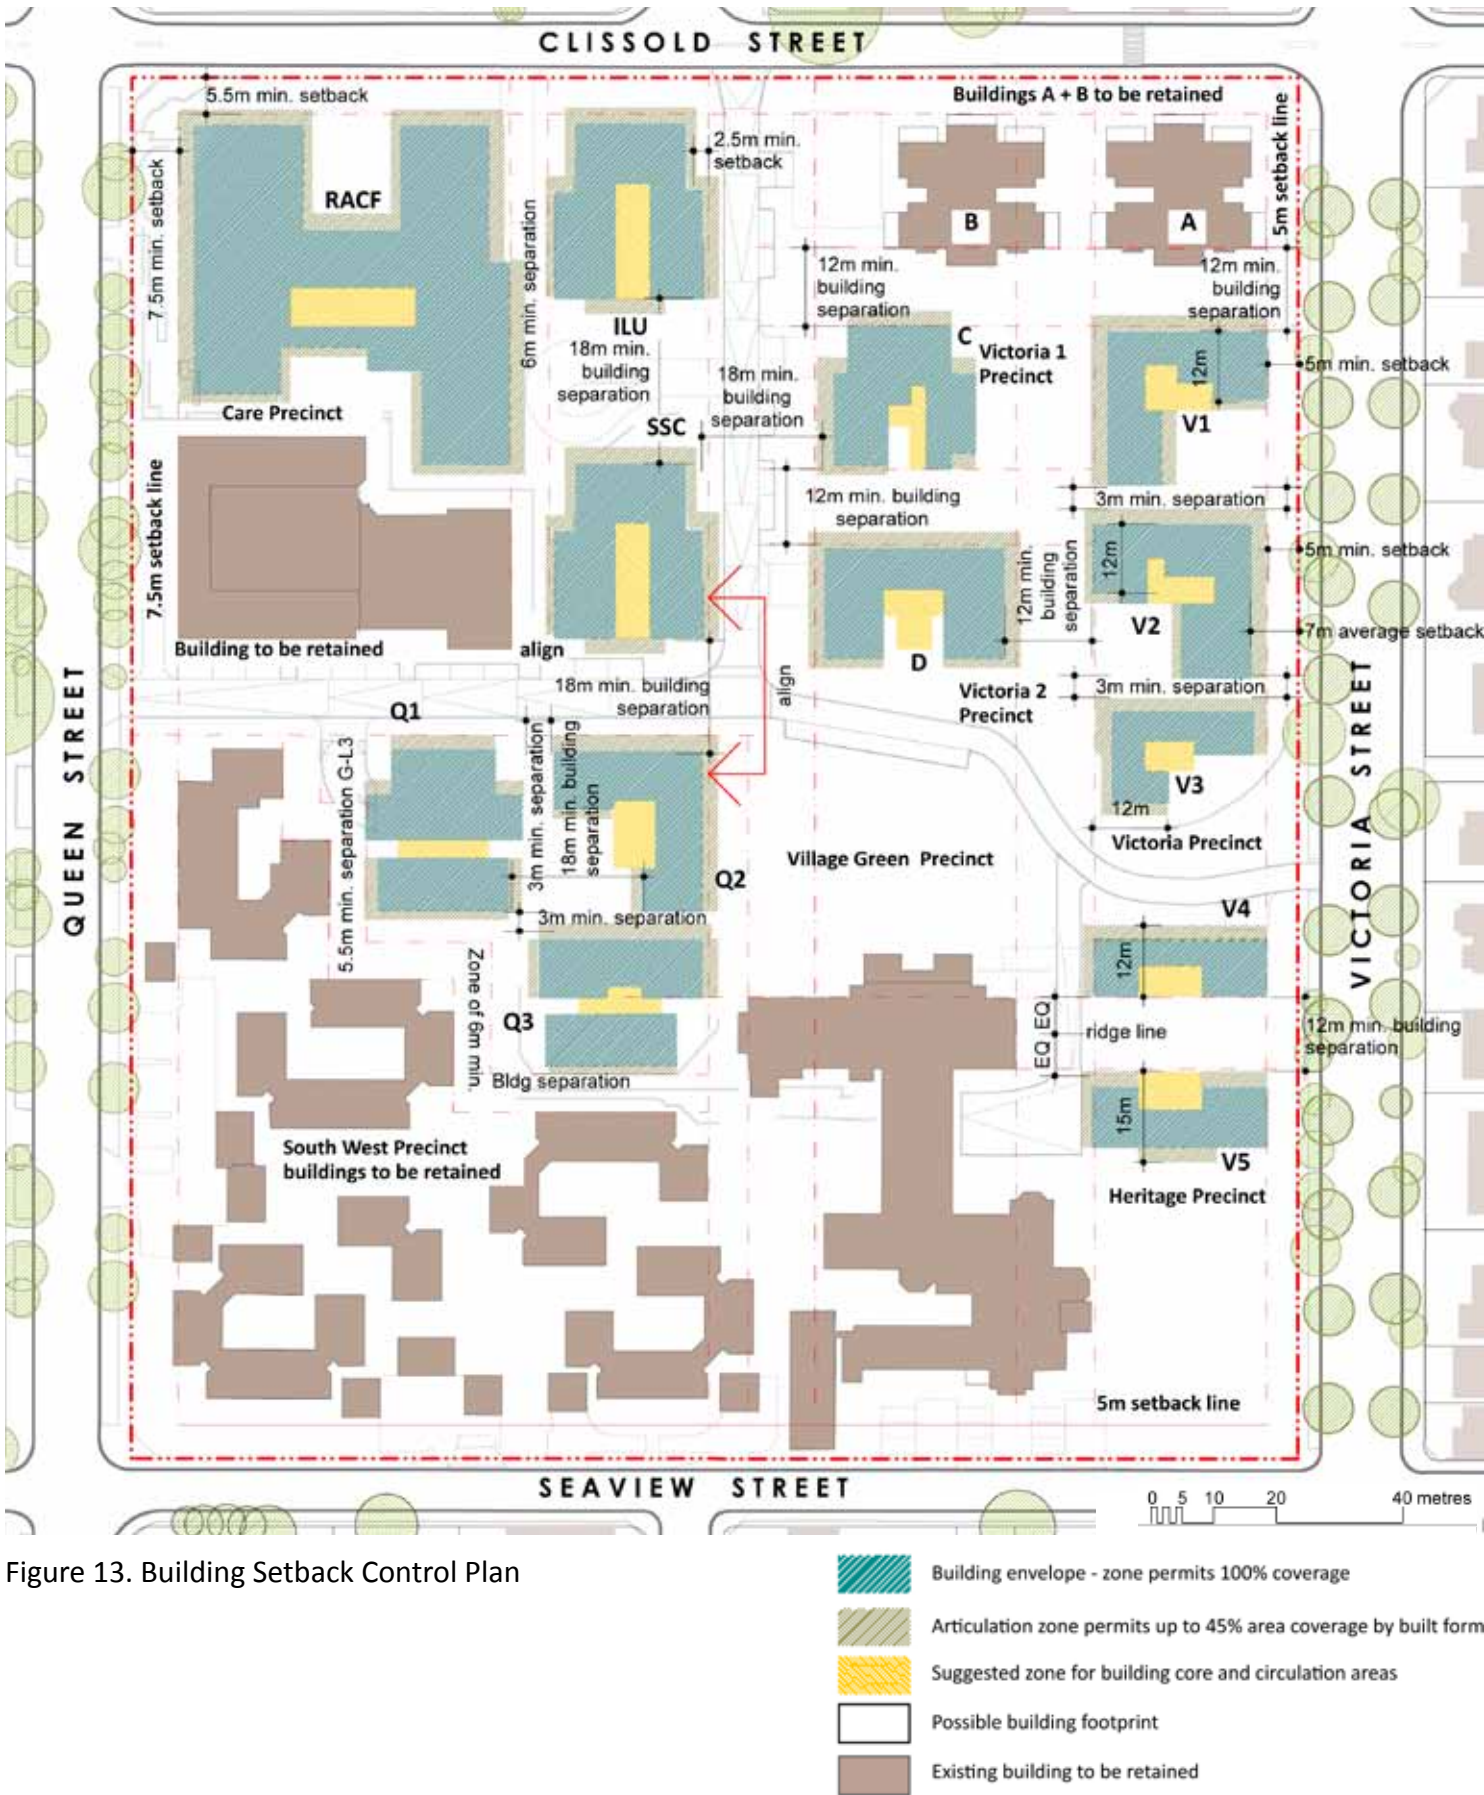 CLISSOLD STREET
5.5m min. setback
Buildings A + B to be retained
5m setback line
2.5m min.
setback
7.5m min. setback
RACF
B
A
6m min. separation
12m min.
building
separation
12m min.
building
separation
ILU
18m min.
building
separation
C
Victoria 1
Precinct
12m
5m min. setback
18m min.
building
separation
Care Precinct
SSC
V1
7.5m setback line
12m min. building
separation
3m min. separation
12m min.
building
separation
12m
5m min. setback
V2
7m average setback
Building to be retained
align
D
QUEEN STREET
18m min. building
separation
align
Victoria 2
Precinct
3m min. separation
VICTORIA STREET
Q1
5.5m min. separation G-L3
3m min. separation
18m min. building
separation
V3
12m
Victoria Precinct
Village Green Precinct
Q2
V4
3m min. separation
Zone of 6m min.
Bldg separation
12m
Q3
EQ EQ
ridge line
12m min. building
separation
15m
South West Precinct
buildings to be retained
V5
Heritage Precinct
5m setback line
SEAVIEW STREET
0 5 10 20 40 metres
Figure 13. Building Setback Control Plan
Building envelope - zone permits 100% coverage
Articulation zone permits up to 45% area coverage by built form
Suggested zone for building core and circulation areas
Possible building footprint
Existing building to be retained